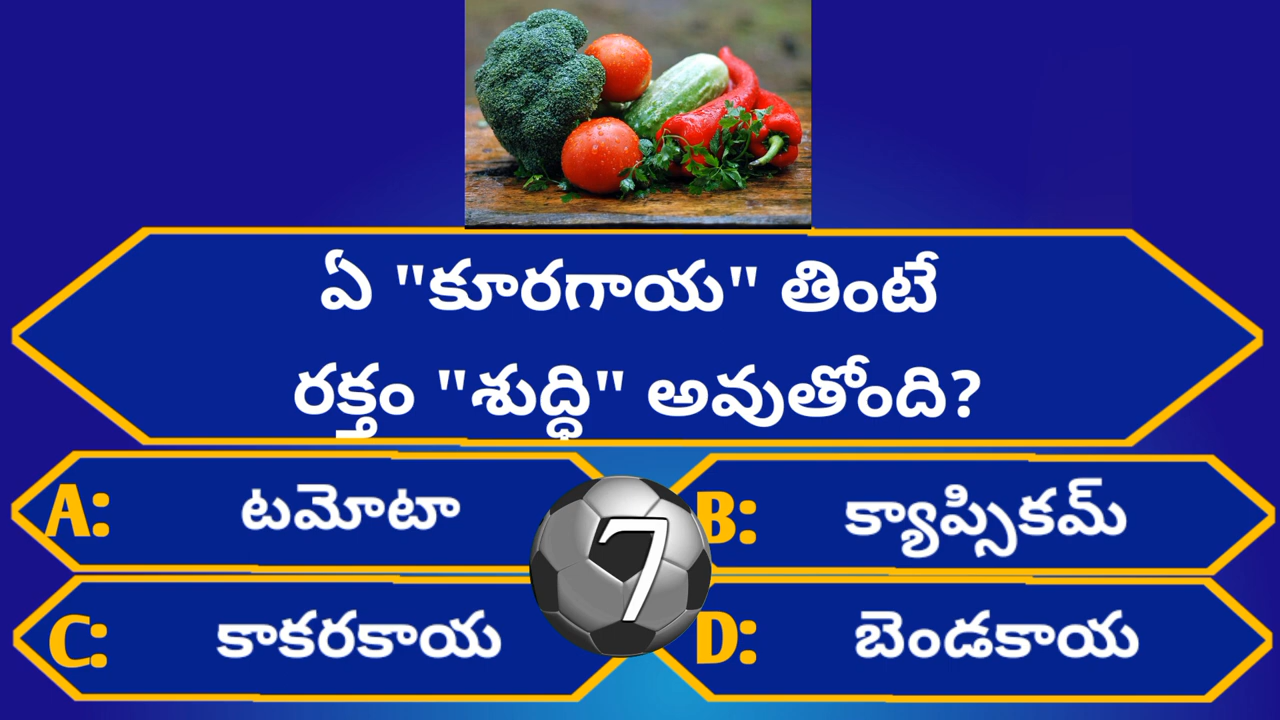 ఏ "కూరగాయ" తింటే
రక్తం "శుద్ధి" అవుతోంది?
A: టమోటా
B: క్యాప్సికమ్
7
C: కాకరకాయ
D: బెండకాయ